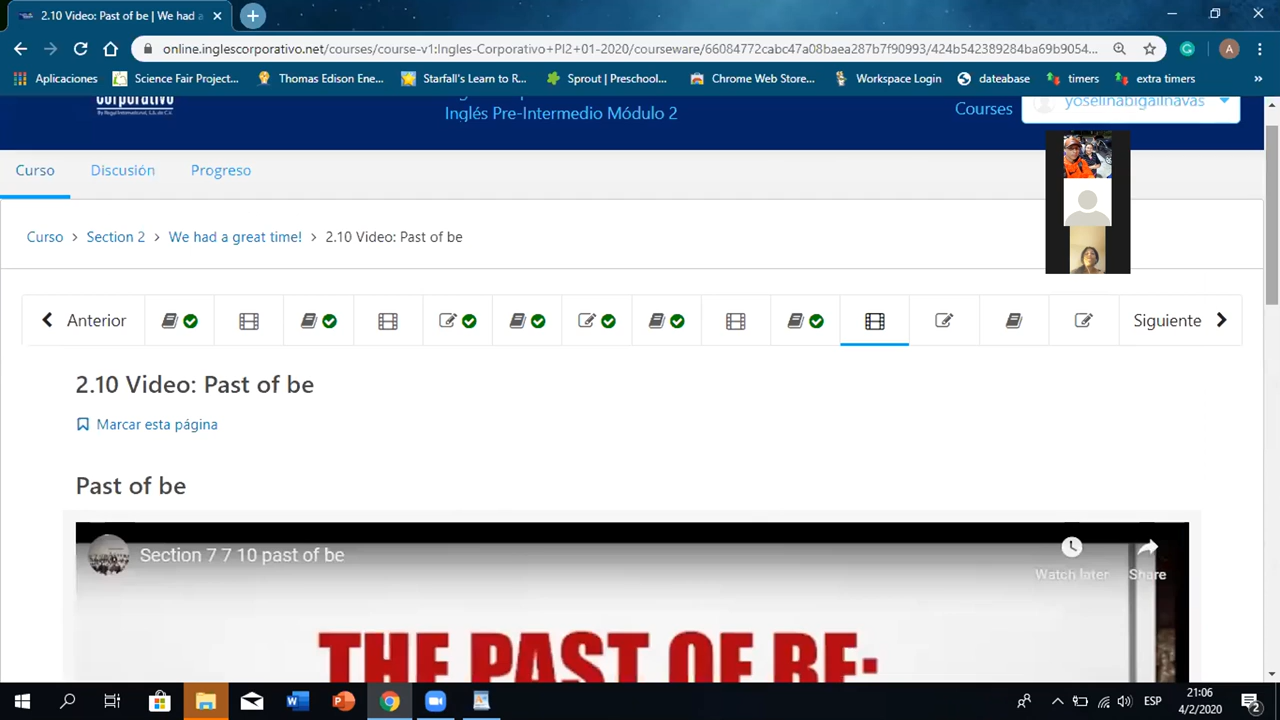 2.10 Video: Past of be | We had a
online.inglescorporativo.net/courses/course-v1:Ingles-Corporativo+PI2+01-2020/courseware/66084772cabc47a08baea287b7f90993/424b542389284ba69b9054...
A
Aplicaciones
Science Fair Project...
Thomas Edison Ene...
Starfall's Learn to R...
Sprout | Preschool...
Chrome Web Store...
Workspace Login
dateabase
timers
extra timers
»
Corporativo
Inglés Pre-Intermedio Módulo 2
Courses
yoselinabigailnavas
Curso
Discusión
Progreso
Curso > Section 2 > We had a great time! > 2.10 Video: Past of be
Anterior
Siguiente
2.10 Video: Past of be
Marcar esta página
Past of be
Section 7 7 10 past of be
Watch later
Share
THE PAST OF BE:
ESP
21:06
4/2/2020
2